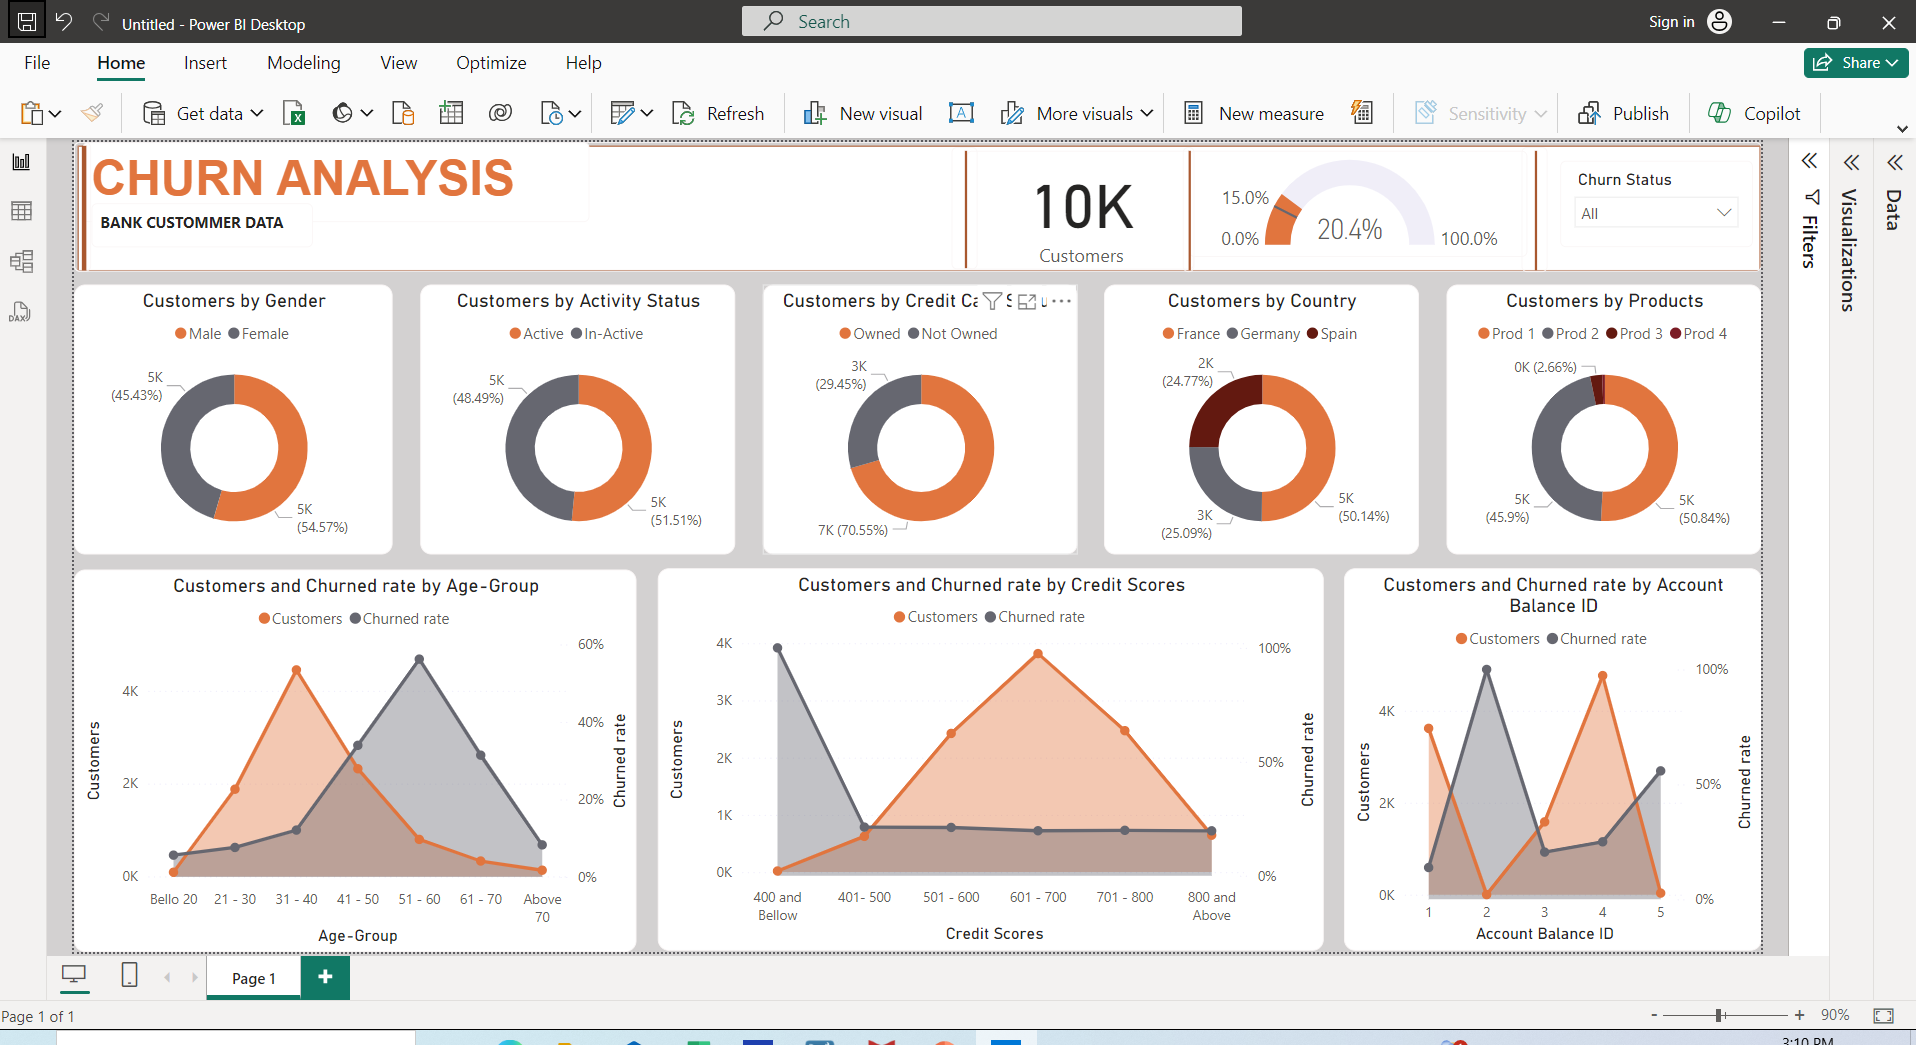 Untitled - Power BI Desktop
Search
Sign in
File Home Insert Modeling View Optimize Help
Share
Get data
Refresh
New visual
More visuals
New measure
Sensitivity
Publish
Copilot
DAX
CHURN ANALYSIS
BANK CUSTOMMER DATA
10K
Customers
15.0%
0.0%
20.4%
100.0%
Churn Status
All
Filters
Visualizations
Data
Customers by Gender
Male Female
5K
(45.43%)
5K
(54.57%)
Customers by Activity Status
Active In-Active
5K
(48.49%)
5K
(51.51%)
Customers by Credit
Owned Not Owned
3K
(29.45%)
7K (70.55%)
Customers by Country
France Germany Spain
2K
(24.77%)
3K
(25.09%)
5K
(50.14%)
Customers by Products
Prod 1 Prod 2 Prod 3 Prod 4
0K (2.66%)
5K
(45.9%)
5K
(50.84%)
Customers and Churned rate by Age-Group
Customers Churned rate
60%
4K
40%
2K
20%
0K
0%
Customers
Churned rate
Bello 20 21 - 30 31 - 40 41 - 50 51 - 60 61 - 70 Above
70
Age-Group
Customers and Churned rate by Credit Scores
Customers Churned rate
4K
100%
3K
2K
50%
1K
0K
0%
Customers
Churned rate
400 and 401- 500 501 - 600 601 - 700 701 - 800 800 and
Bellow Above
Credit Scores
Customers and Churned rate by Account
Balance ID
Customers Churned rate
100%
4K
50%
2K
0K
0%
Customers
Churned rate
1 2 3 4 5
Account Balance ID
Page 1
Page 1 of 1
- + 90%
3:10 PM